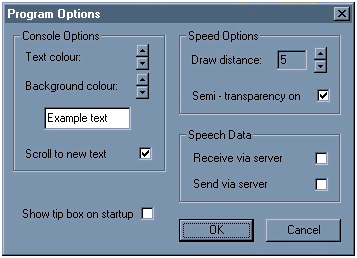 Program Options
Console Options
Text colour:
Background colour:
Example text
Scroll to new text
Show tip box on startup
Speed Options
Draw distance: 5
Semi - transparency on
Speech Data
Receive via server
Send via server
OK
Cancel